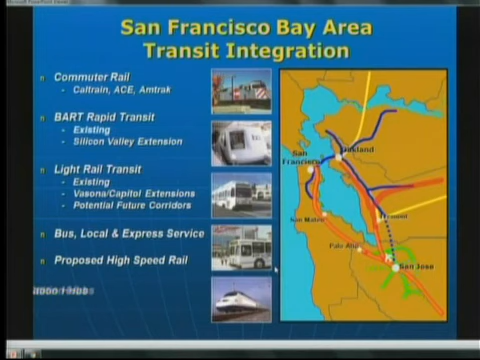 San Francisco Bay Area
Transit Integration
Commuter Rail
- Caltrain, ACE, Amtrak
BART Rapid Transit
- Existing
- Silicon Valley Extension
Light Rail Transit
- Existing
- Vasona/Capitol Extensions
- Potential Future Corridors
Bus, Local & Express Service
Proposed High Speed Rail
Oakland
San
Francisco
San Mateo
Fremont
Palo Alto
San Jose